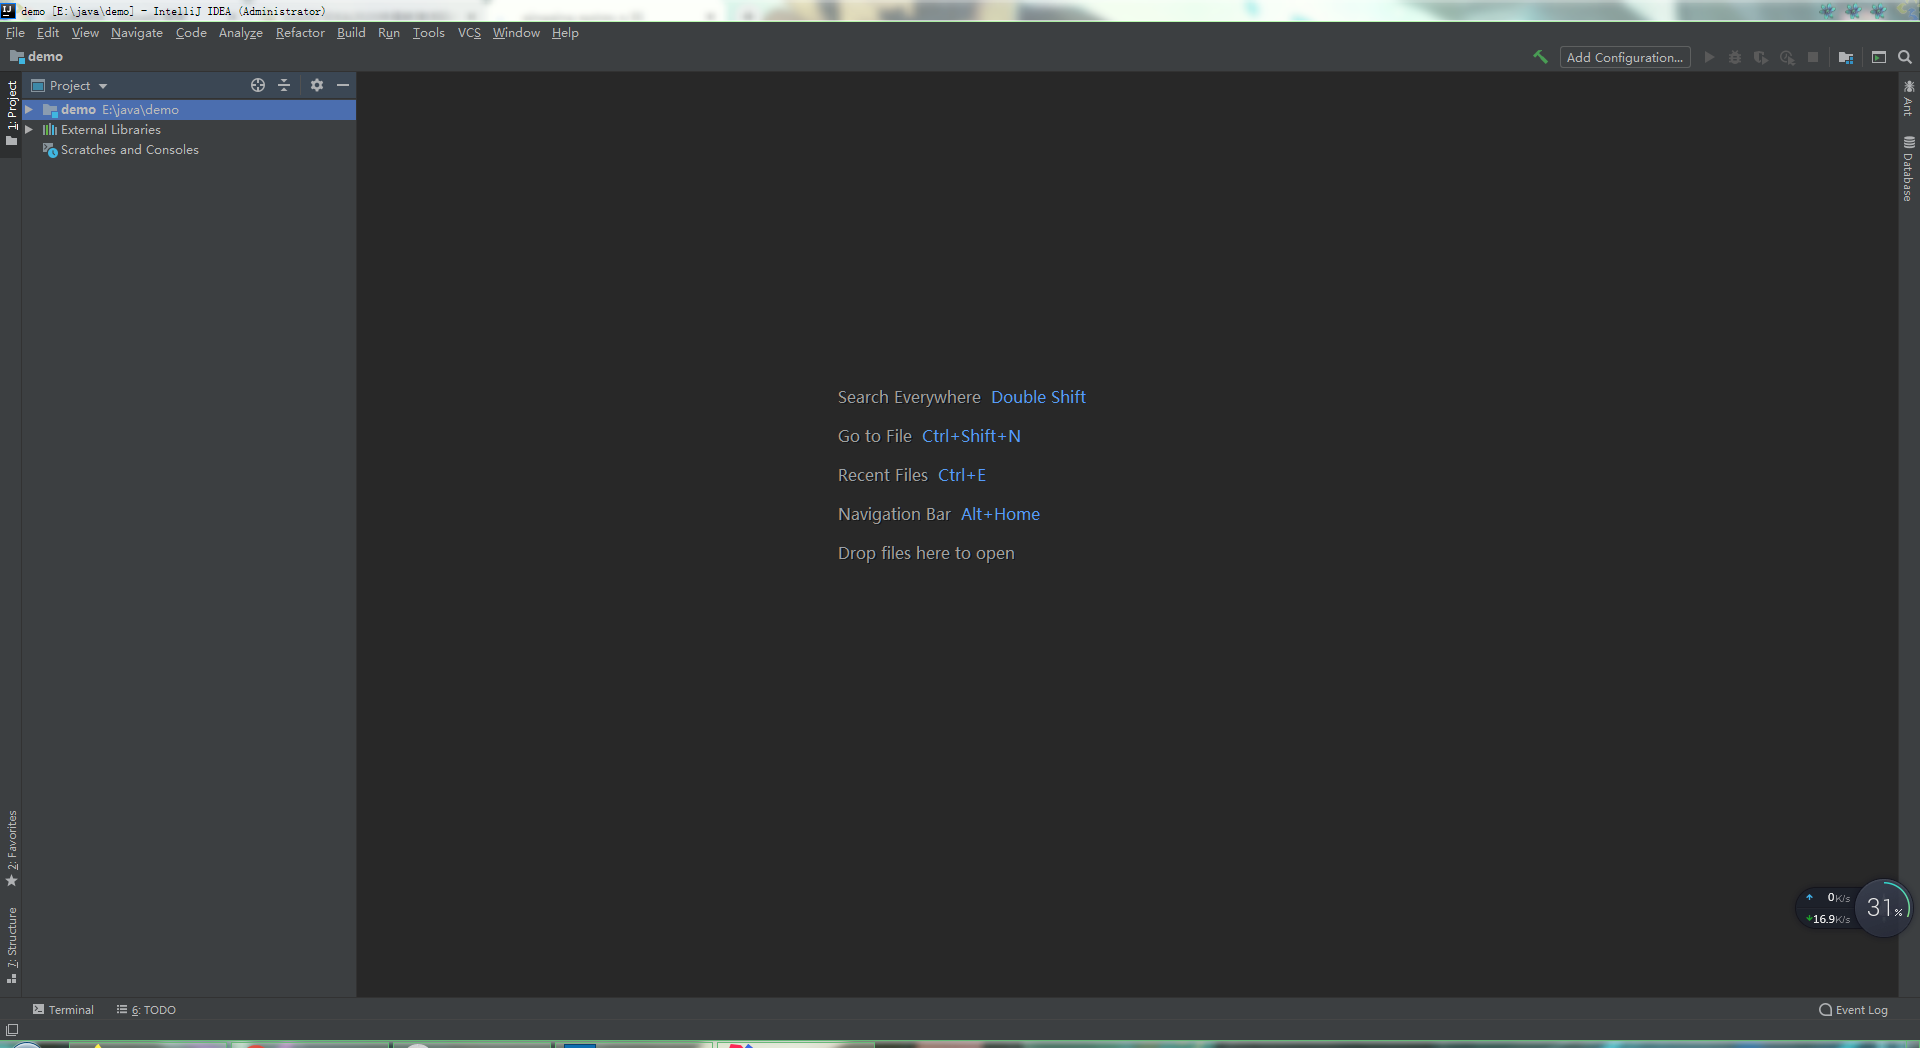 demo [E:\java\demo] - IntelliJ IDEA (Administrator)
File Edit View Navigate Code Analyze Refactor Build Run Tools VCS Window Help
demo
Add Configuration...
1: Project
Project
demo E:\java\demo
External Libraries
Scratches and Consoles
Ant
Database
Search Everywhere Double Shift
Go to File Ctrl+Shift+N
Recent Files Ctrl+E
Navigation Bar Alt+Home
Drop files here to open
2: Favorites
7: Structure
0K/s
16.9K/s
31%
Terminal
6: TODO
Event Log